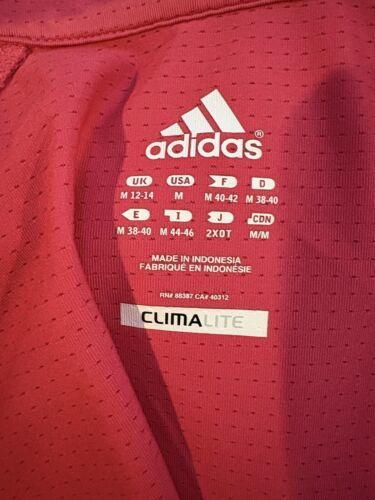 adidas®
UK USA F D
M 12-14 M M 40-42 M 38-40
E I J CDN
M 38-40 M 44-46 2XOT M/M
MADE IN INDONESIA
FABRIQUÉ EN INDONÉSIE
RN# 88387 CA# 40312
CLIMALITE